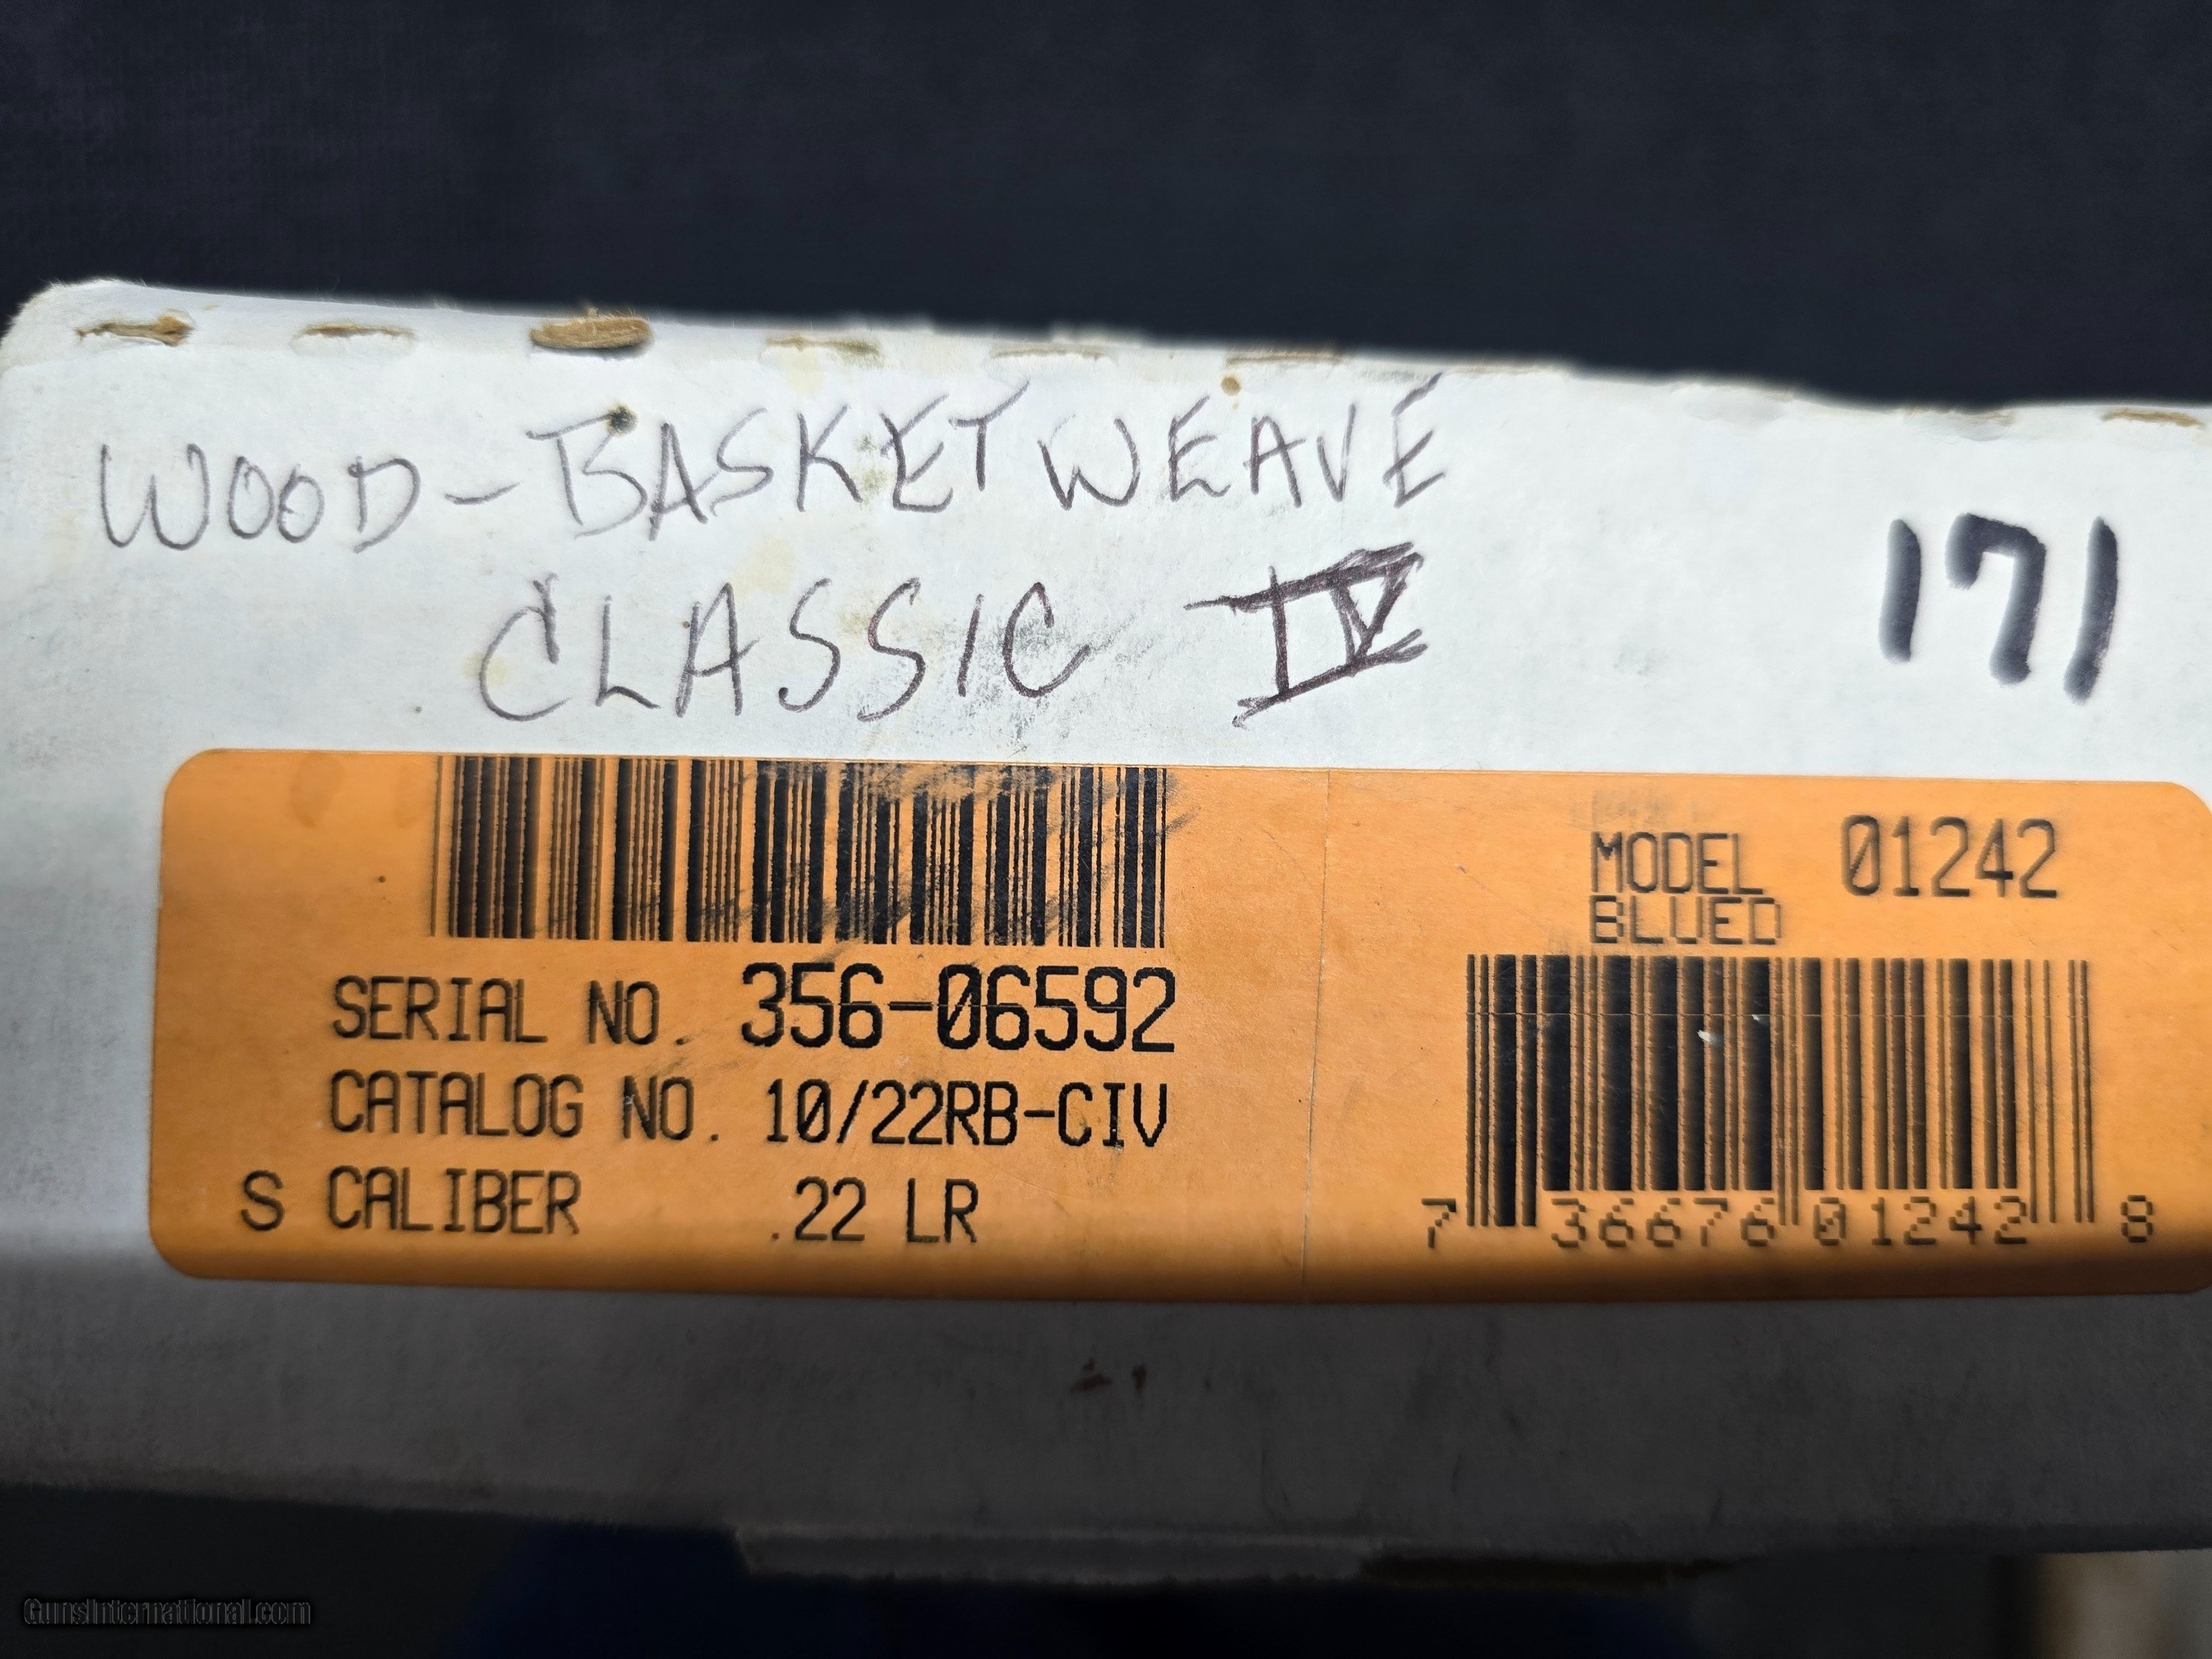 WOOD-BASKETWEAVE
CLASSIC IV
171
MODEL 01242
BLUED
SERIAL NO. 356-06592
CATALOG NO. 10/22RB-CIV
S CALIBER .22 LR
7 36676 01242 8
GunsInternational.com